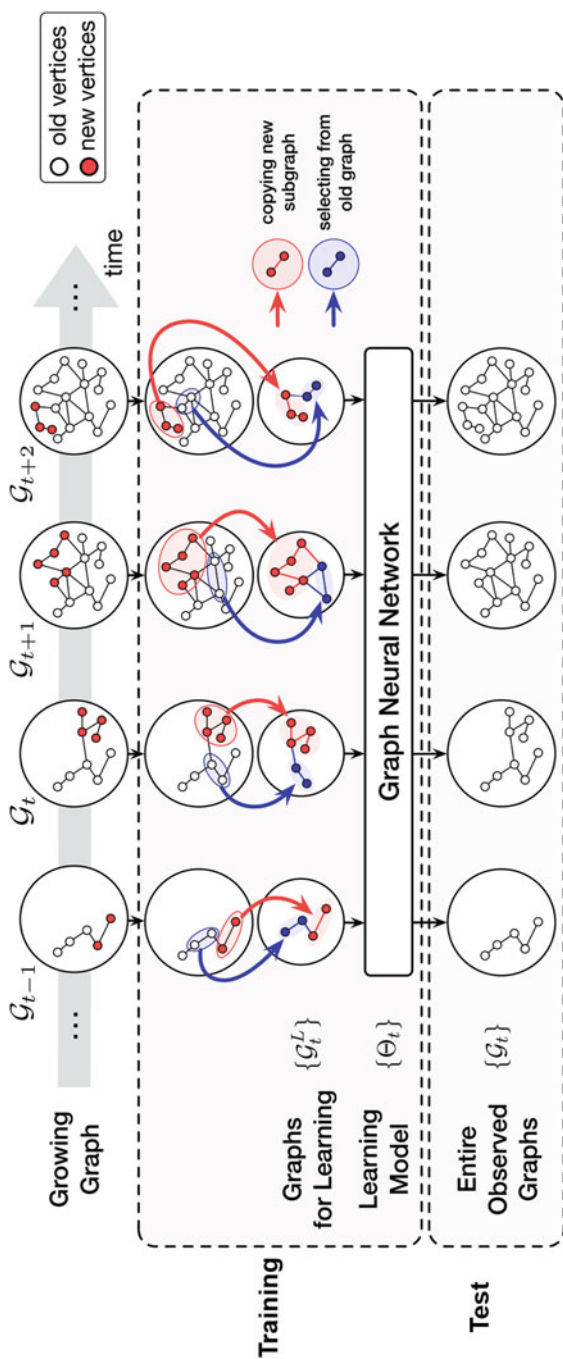 old vertices
new vertices
time
Growing
Graph
...
𝒢ₜ₋₁
𝒢ₜ
𝒢ₜ₊₁
𝒢ₜ₊₂
...
Training
Graphs
for Learning
{𝒢ₜᴸ}
copying new
subgraph
selecting from
old graph
Learning
Model
{Θₜ}
Graph Neural Network
Test
Entire
Observed
Graphs
{𝒢ₜ}